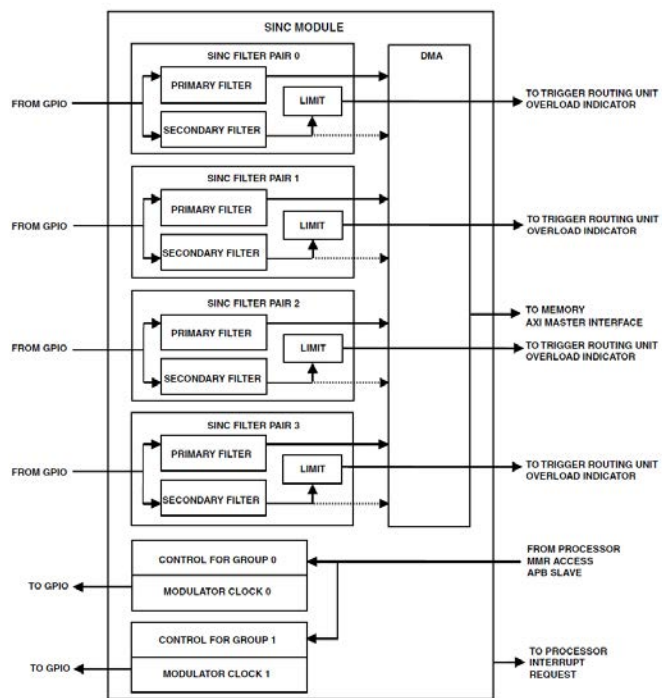 SINC MODULE
SINC FILTER PAIR 0
DMA
PRIMARY FILTER
LIMIT
FROM GPIO
TO TRIGGER ROUTING UNIT
OVERLOAD INDICATOR
SECONDARY FILTER
SINC FILTER PAIR 1
PRIMARY FILTER
LIMIT
FROM GPIO
TO TRIGGER ROUTING UNIT
OVERLOAD INDICATOR
SECONDARY FILTER
SINC FILTER PAIR 2
TO MEMORY
AXI MASTER INTERFACE
PRIMARY FILTER
LIMIT
FROM GPIO
TO TRIGGER ROUTING UNIT
OVERLOAD INDICATOR
SECONDARY FILTER
SINC FILTER PAIR 3
PRIMARY FILTER
LIMIT
FROM GPIO
TO TRIGGER ROUTING UNIT
OVERLOAD INDICATOR
SECONDARY FILTER
CONTROL FOR GROUP 0
FROM PROCESSOR
MMR ACCESS
APB SLAVE
TO GPIO
MODULATOR CLOCK 0
CONTROL FOR GROUP 1
TO GPIO
MODULATOR CLOCK 1
TO PROCESSOR
INTERRUPT
REQUEST